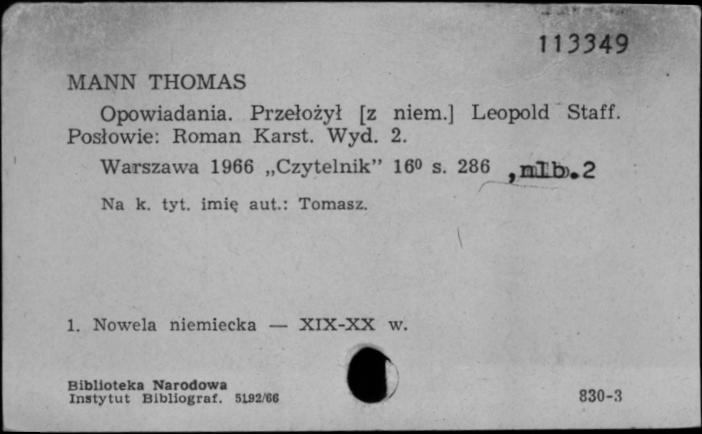 113349
MANN THOMAS
Opowiadania. Przełożył [z niem.] Leopold Staff.
Posłowie: Roman Karst. Wyd. 2.
Warszawa 1966 „Czytelnik” 16⁰ s. 286 ,nlb.2
Na k. tyt. imię aut.: Tomasz.
1. Nowela niemiecka — XIX-XX w.
Biblioteka Narodowa
Instytut Bibliograf. 5192/66
830-3